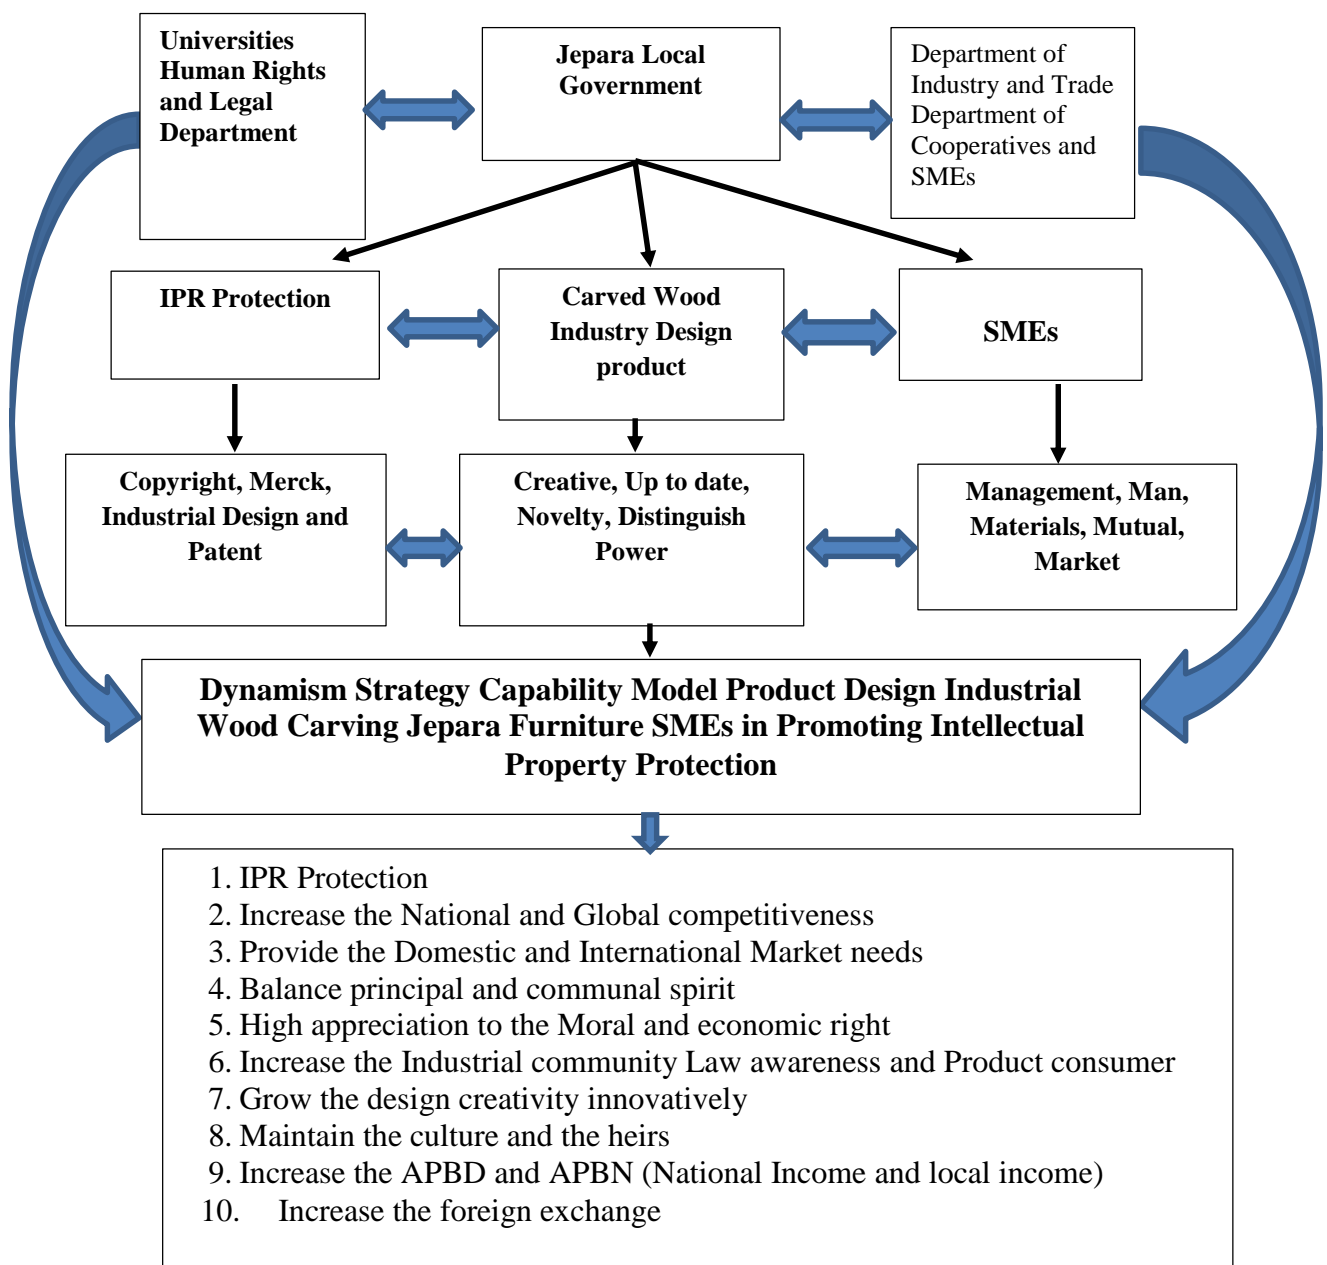 Universities
Human Rights
and Legal
Department
Jepara Local
Government
Department of
Industry and Trade
Department of
Cooperatives and
SMEs
IPR Protection
Carved Wood
Industry Design
product
SMEs
Copyright, Merck,
Industrial Design and
Patent
Creative, Up to date,
Novelty, Distinguish
Power
Management, Man,
Materials, Mutual,
Market
Dynamism Strategy Capability Model Product Design Industrial
Wood Carving Jepara Furniture SMEs in Promoting Intellectual
Property Protection
1. IPR Protection
2. Increase the National and Global competitiveness
3. Provide the Domestic and International Market needs
4. Balance principal and communal spirit
5. High appreciation to the Moral and economic right
6. Increase the Industrial community Law awareness and Product consumer
7. Grow the design creativity innovatively
8. Maintain the culture and the heirs
9. Increase the APBD and APBN (National Income and local income)
10. Increase the foreign exchange